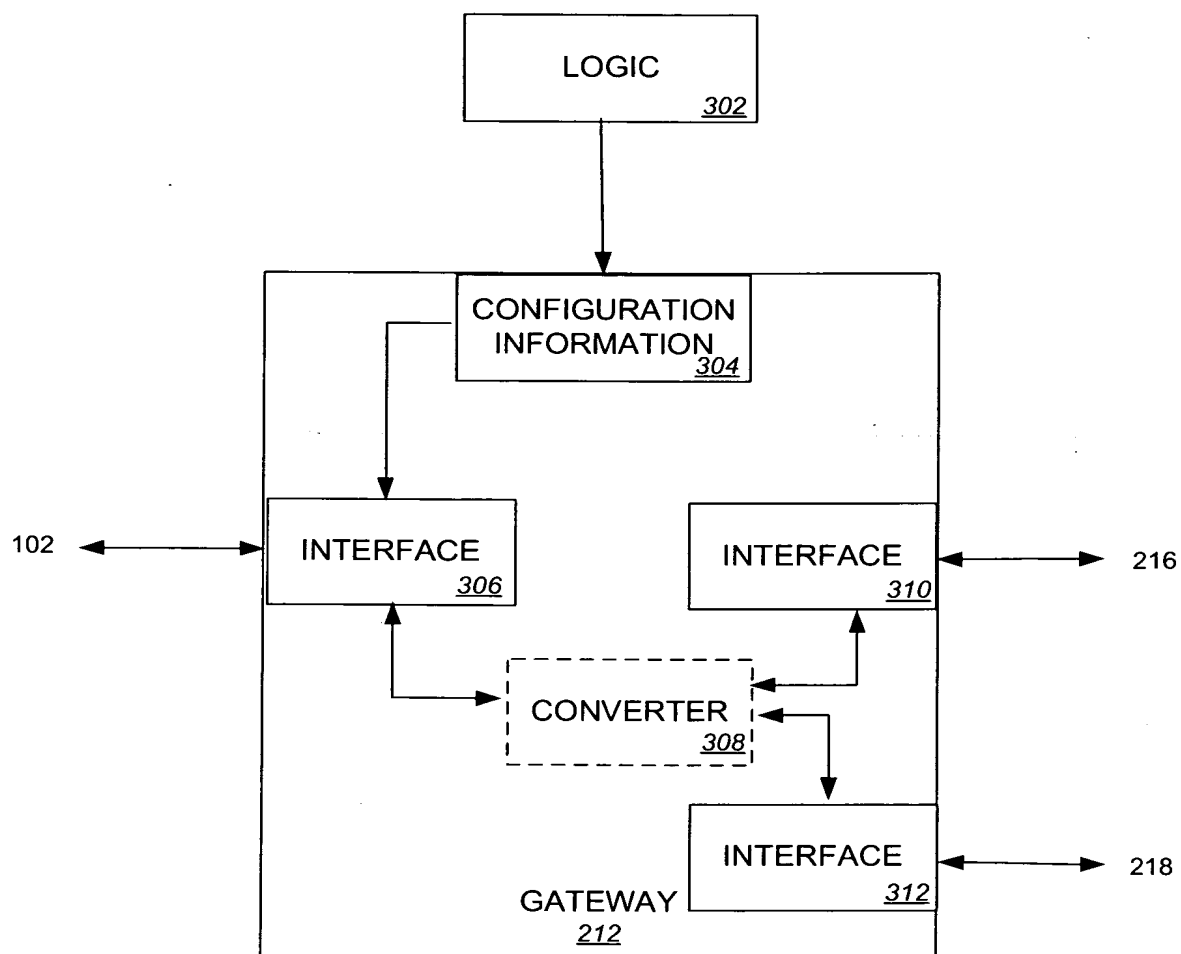 LOGIC
302
CONFIGURATION
INFORMATION
304
102
INTERFACE
306
INTERFACE
310
216
CONVERTER
308
INTERFACE
312
218
GATEWAY
212